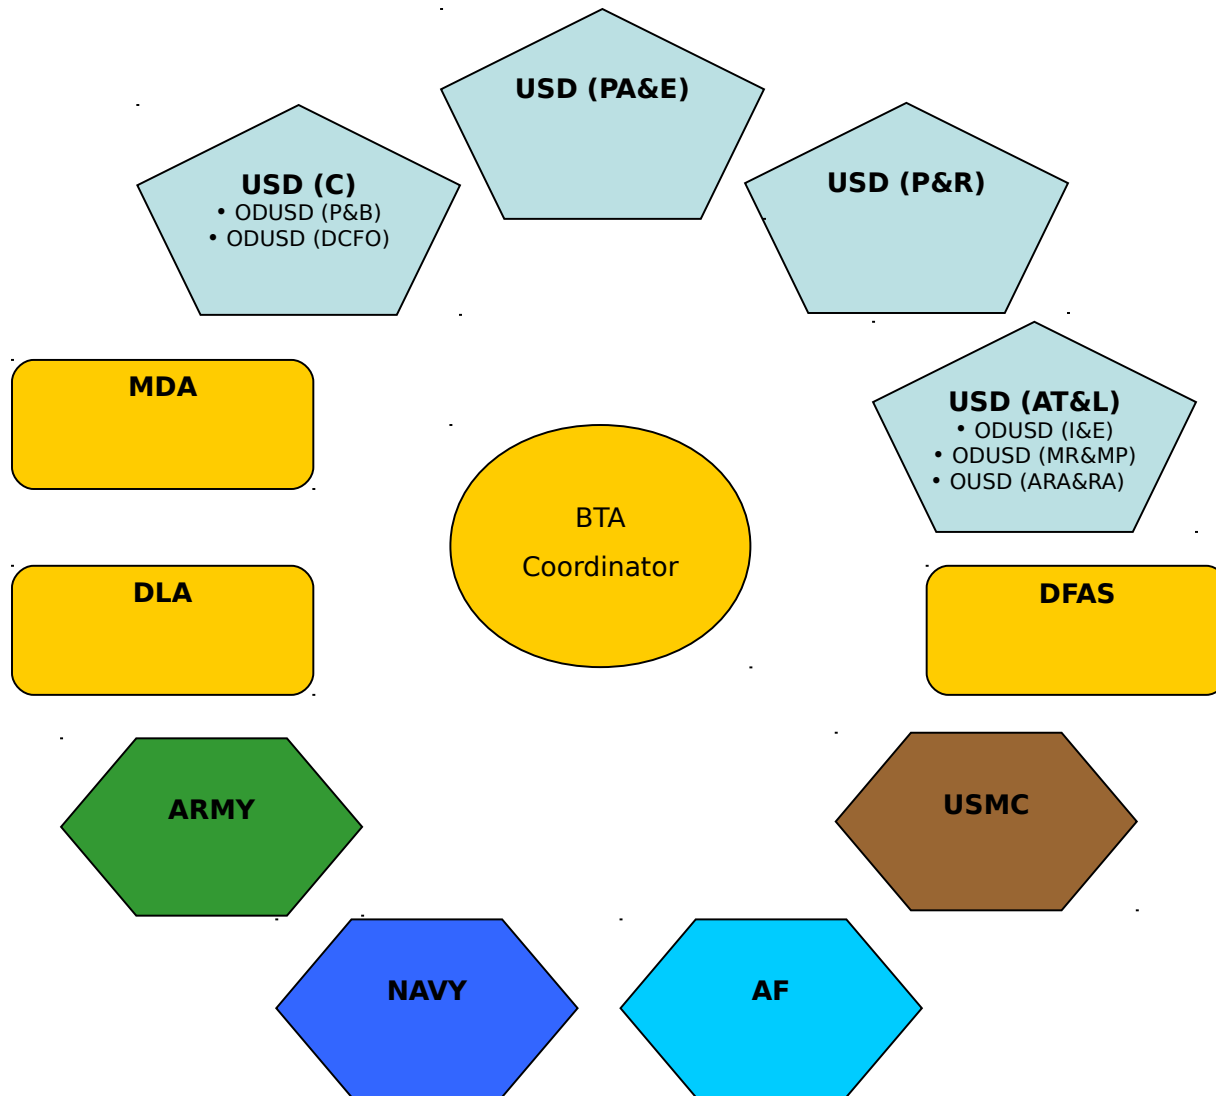 USD (PA&E)
USD (C)
• ODUSD (P&B)
• ODUSD (DCFO)
USD (P&R)
MDA
USD (AT&L)
• ODUSD (I&E)
• ODUSD (MR&MP)
• OUSD (ARA&RA)
BTA
Coordinator
DLA
DFAS
ARMY
USMC
NAVY
AF